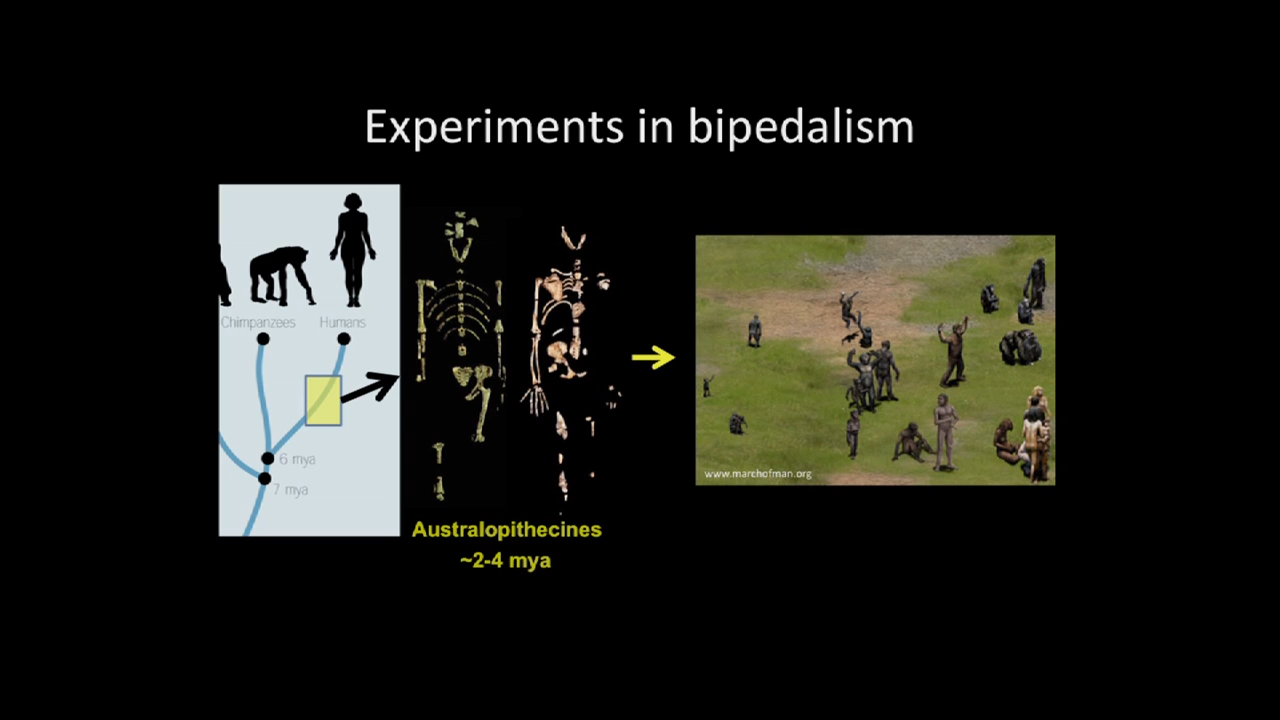 Experiments in bipedalism
Chimpanzees
Humans
6 mya
7 mya
Australopithecines
~2-4 mya
www.marchofman.org